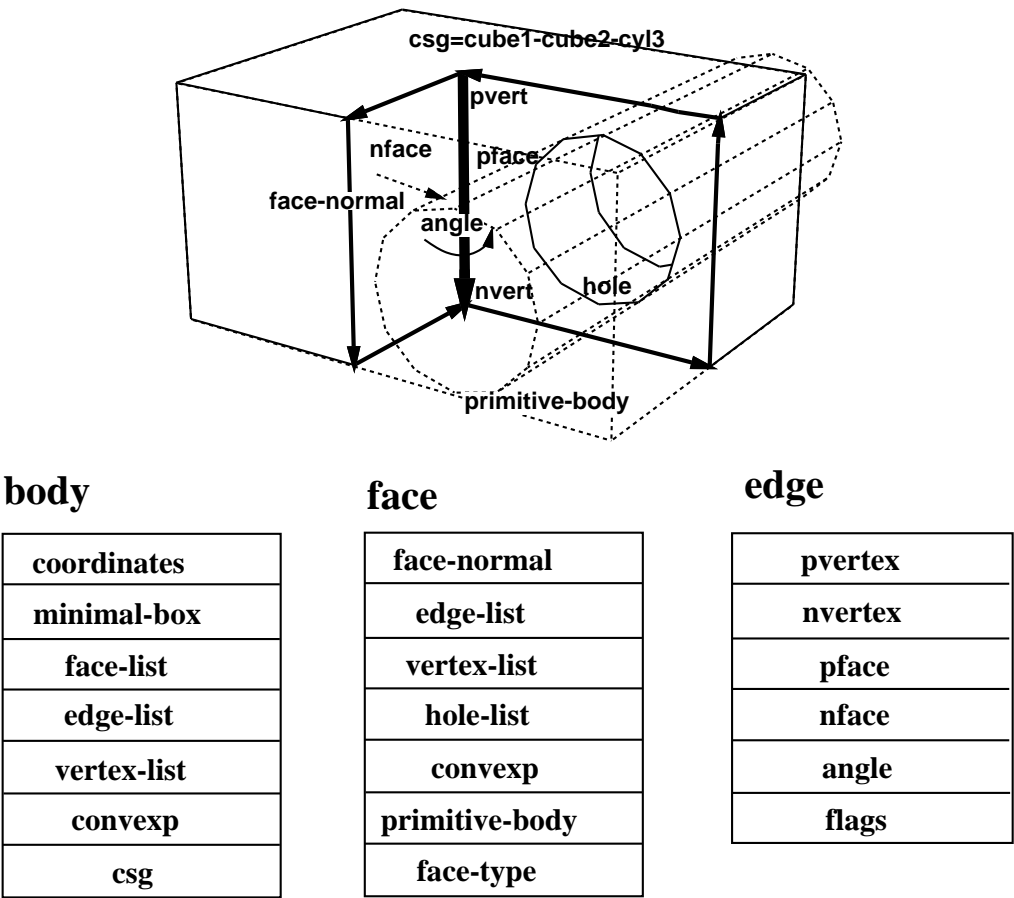 csg=cube1-cube2-cyl3
pvert
nface
pface
face-normal
angle
hole
nvert
primitive-body
body
coordinates
minimal-box
face-list
edge-list
vertex-list
convexp
csg
face
face-normal
edge-list
vertex-list
hole-list
convexp
primitive-body
face-type
edge
pvertex
nvertex
pface
nface
angle
flags